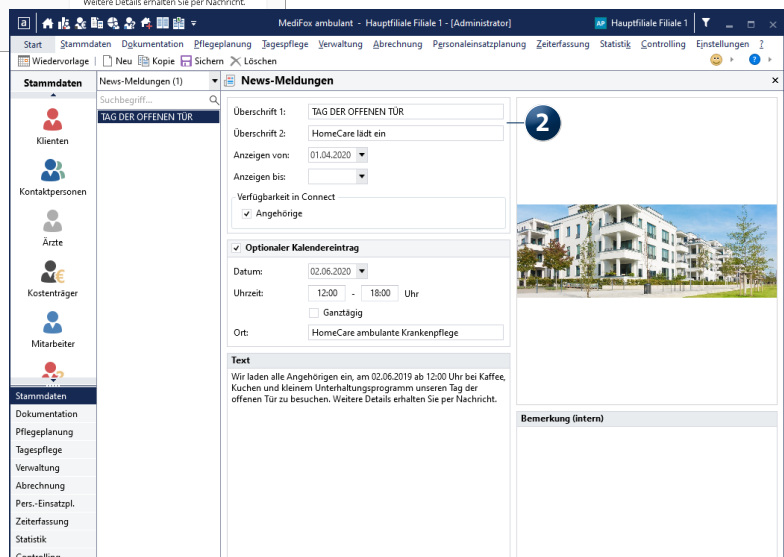 Weitere Details erhalten Sie per Nachricht.
a MediFox ambulant - Hauptfiliale Filiale 1 - [Administrator] AP Hauptfiliale Filiale 1
Start Stammdaten Dokumentation Pflegeplanung Tagespflege Verwaltung Abrechnung Personaleinsatzplanung Zeiterfassung Statistik Controlling Einstellungen ?
Wiedervorlage Neu Kopie Sichern Löschen ?
Stammdaten
Klienten
Kontaktpersonen
Ärzte
Kostenträger
Mitarbeiter
Stammdaten
Dokumentation
Pflegeplanung
Tagespflege
Verwaltung
Abrechnung
Pers.-Einsatzpl.
Zeiterfassung
Statistik
Controlling
News-Meldungen (1)
Suchbegriff...
TAG DER OFFENEN TÜR
News-Meldungen
Überschrift 1: TAG DER OFFENEN TÜR
2
Überschrift 2: HomeCare lädt ein
Anzeigen von: 01.04.2020
Anzeigen bis:
Verfügbarkeit in Connect
Angehörige
Optionaler Kalendereintrag
Datum: 02.06.2020
Uhrzeit: 12:00 - 18:00 Uhr
Ganztägig
Ort: HomeCare ambulante Krankenpflege
Text
Wir laden alle Angehörigen ein, am 02.06.2019 ab 12:00 Uhr bei Kaffee,
Kuchen und kleinem Unterhaltungsprogramm unseren Tag der
offenen Tür zu besuchen. Weitere Details erhalten Sie per Nachricht.
Bemerkung (intern)